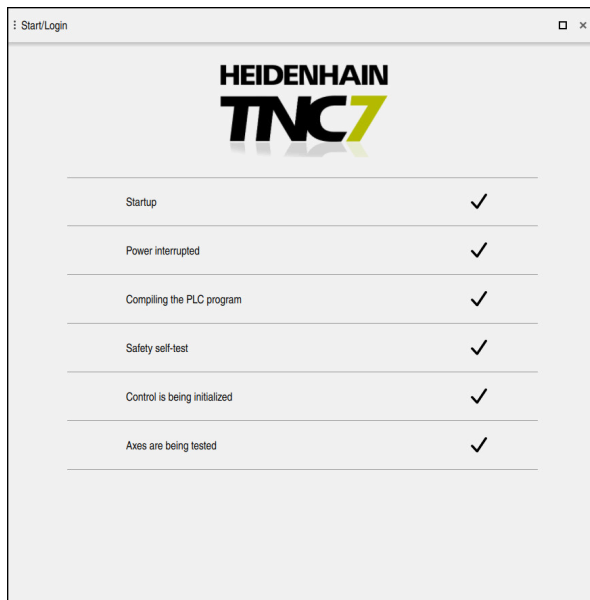 Start/Login
HEIDENHAIN
TNC7
Startup
Power interrupted
Compiling the PLC program
Safety self-test
Control is being initialized
Axes are being tested